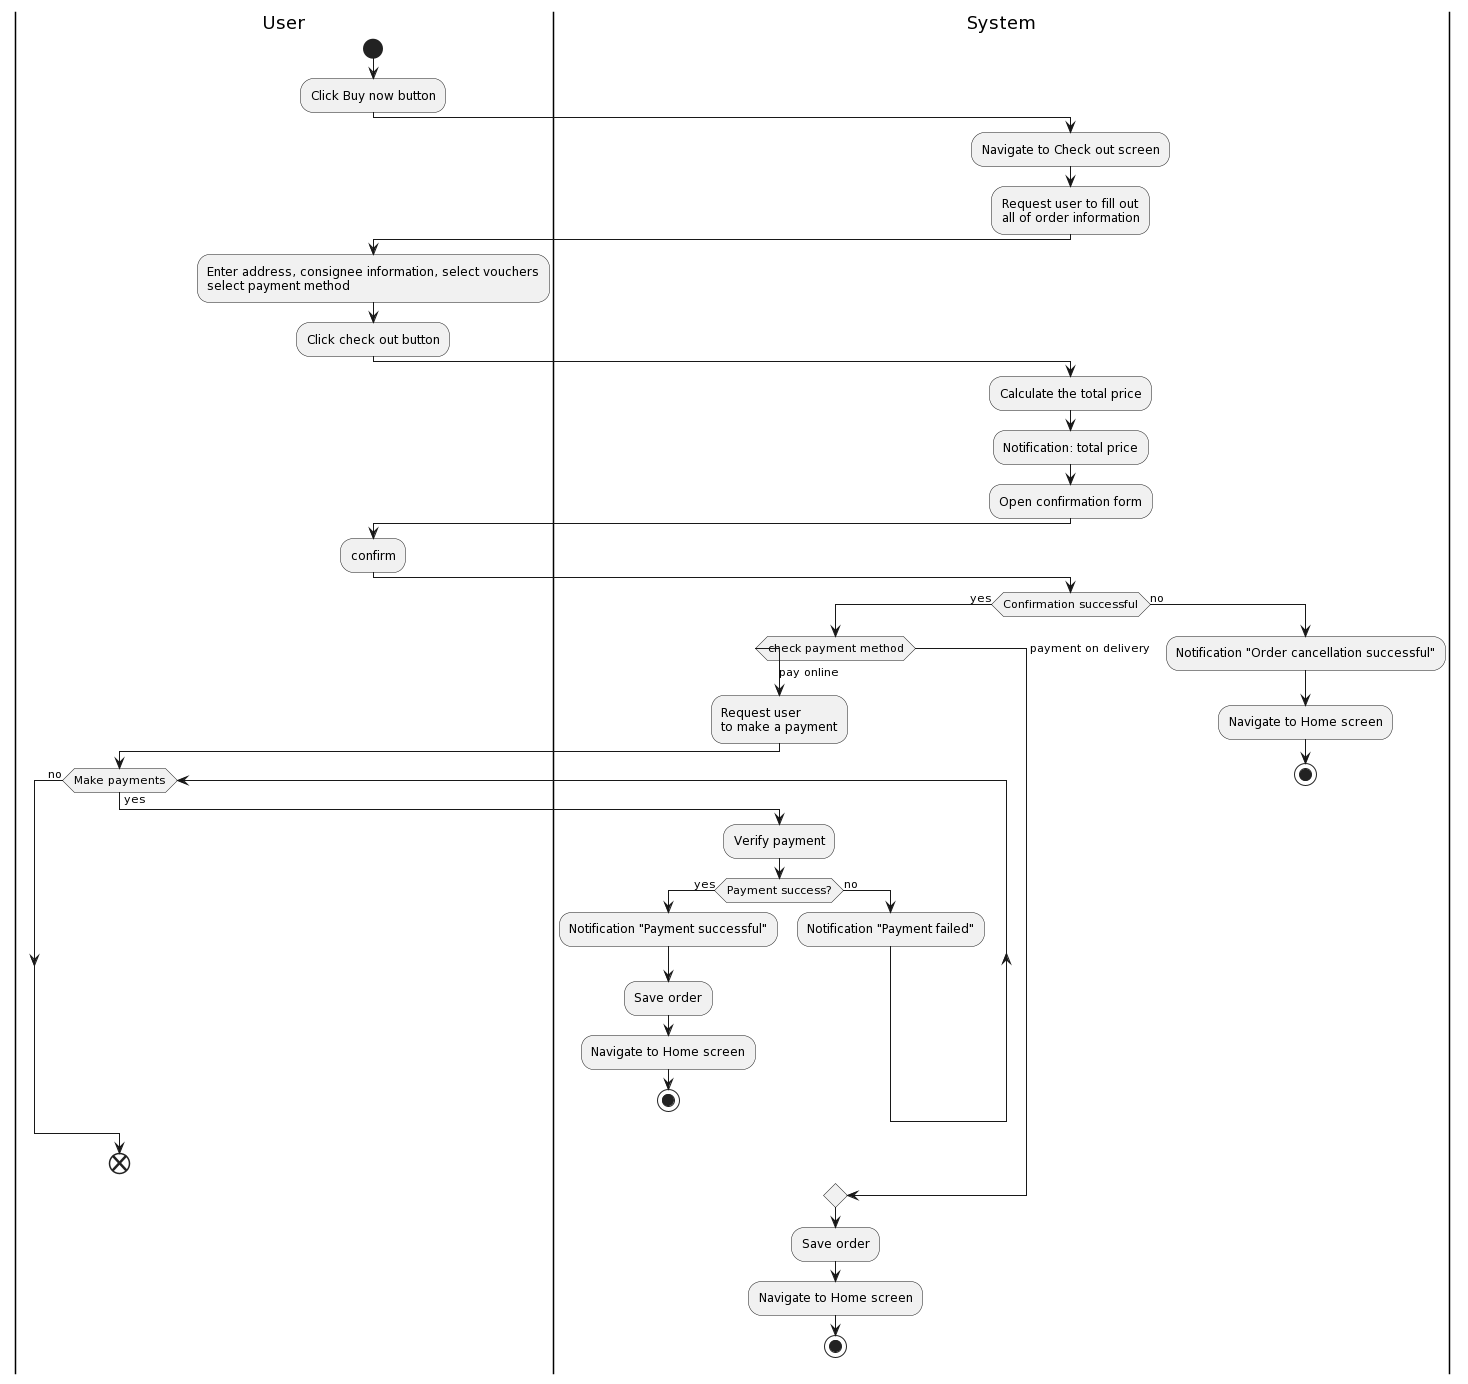 User
System
Click Buy now button
Navigate to Check out screen
Request user to fill out
all of order information
Enter address, consignee information, select vouchers
select payment method
Click check out button
Calculate the total price
Notification: total price
Open confirmation form
confirm
yes
Confirmation successful
no
check payment method
payment on delivery
Notification "Order cancellation successful"
pay online
Request user
to make a payment
Navigate to Home screen
no
Make payments
yes
Verify payment
yes
Payment success?
no
Notification "Payment successful"
Notification "Payment failed"
Save order
Navigate to Home screen
Save order
Navigate to Home screen